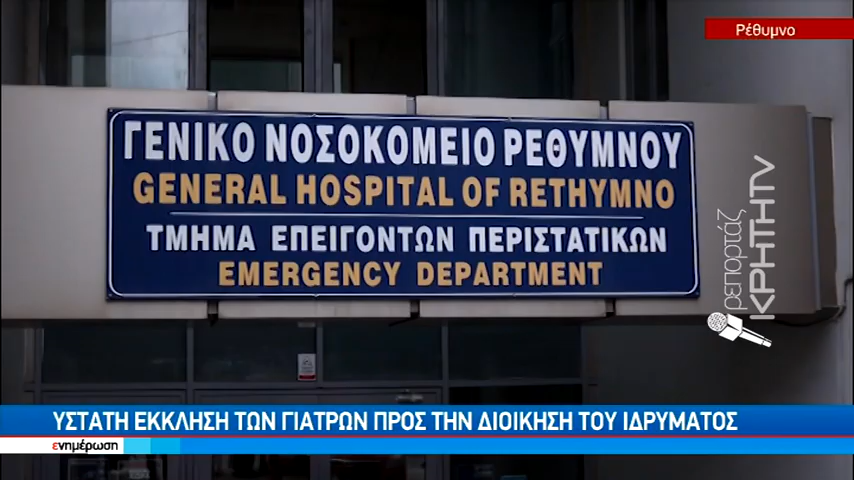 Ρέθυμνο
ΓΕΝΙΚΟ ΝΟΣΟΚΟΜΕΙΟ ΡΕΘΥΜΝΟΥ
GENERAL HOSPITAL OF RETHYMNO
ΤΜΗΜΑ ΕΠΕΙΓΟΝΤΩΝ ΠΕΡΙΣΤΑΤΙΚΩΝ
EMERGENCY DEPARTMENT
ρεπορτάζ
ΚΡΗΤΗTV
ΥΣΤΑΤΗ ΕΚΚΛΗΣΗ ΤΩΝ ΓΙΑΤΡΩΝ ΠΡΟΣ ΤΗΝ ΔΙΟΙΚΗΣΗ ΤΟΥ ΙΔΡΥΜΑΤΟΣ
ενημέρωση